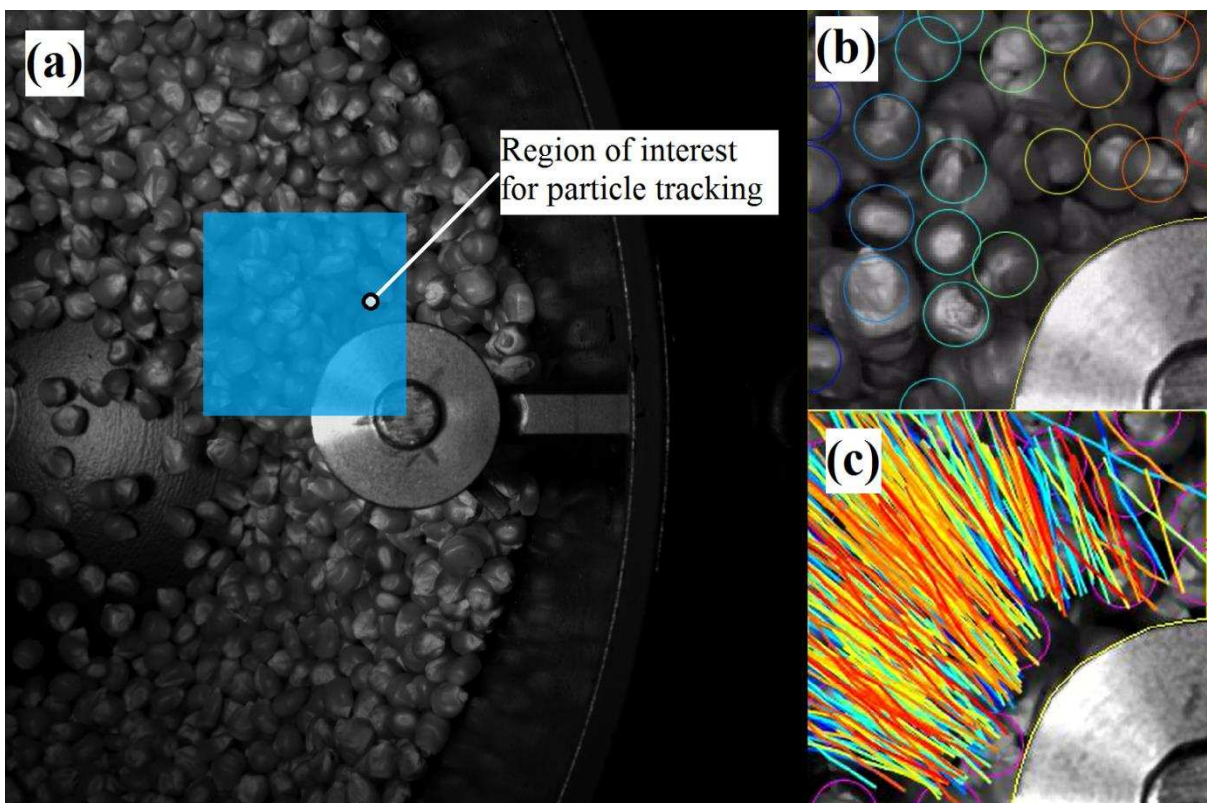 (a)
Region of interest
for particle tracking
(b)
(c)